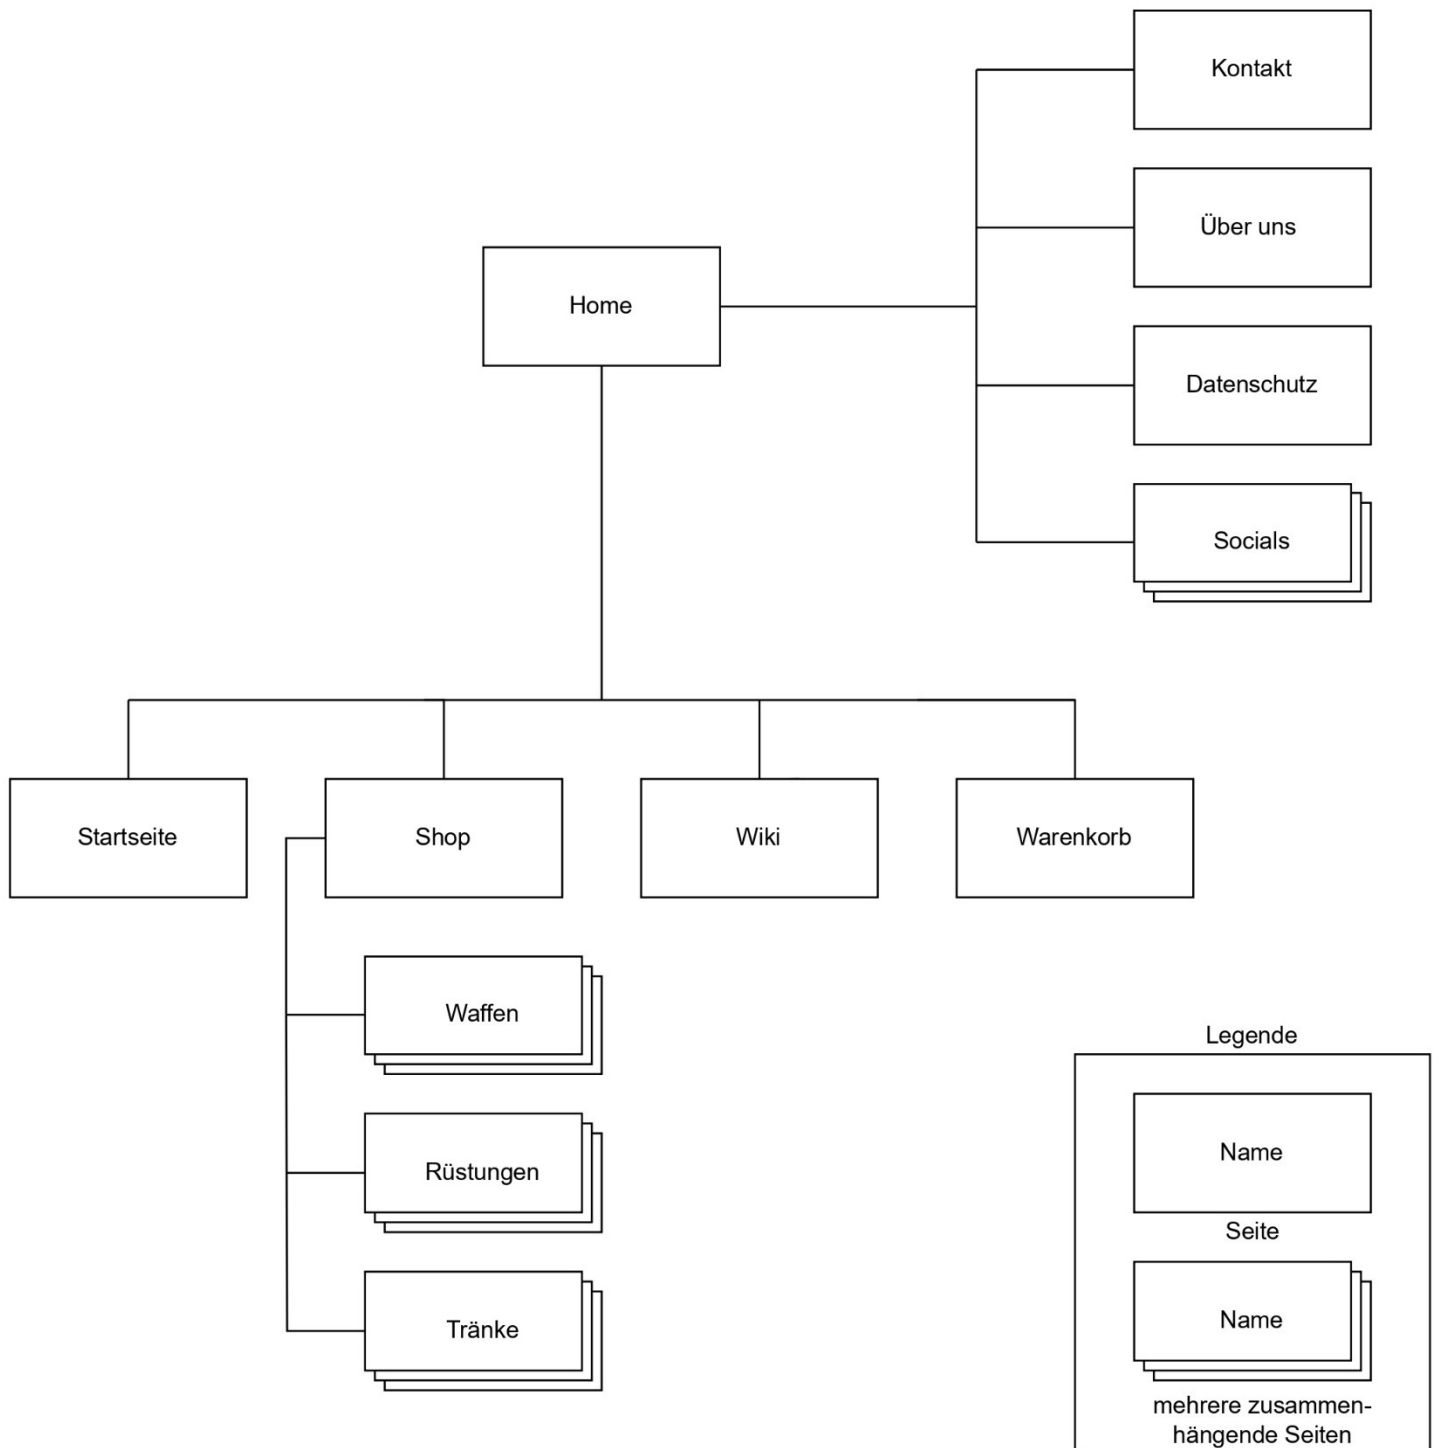 Kontakt
Über uns
Home
Datenschutz
Socials
Startseite
Shop
Wiki
Warenkorb
Waffen
Rüstungen
Tränke
Legende
Name
Seite
Name
mehrere zusammen-
hängende Seiten